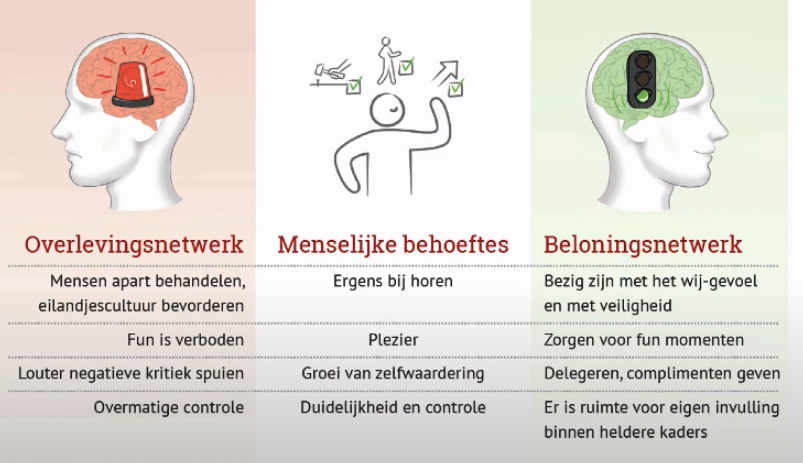 Overlevingsnetwerk Menselijke behoeftes Beloningsnetwerk
Mensen apart behandelen, Ergens bij horen Bezig zijn met het wij-gevoel
eilandjescultuur bevorderen en met veiligheid
Fun is verboden Plezier Zorgen voor fun momenten
Louter negatieve kritiek spuien Groei van zelfwaardering Delegeren, complimenten geven
Overmatige controle Duidelijkheid en controle Er is ruimte voor eigen invulling
binnen heldere kaders